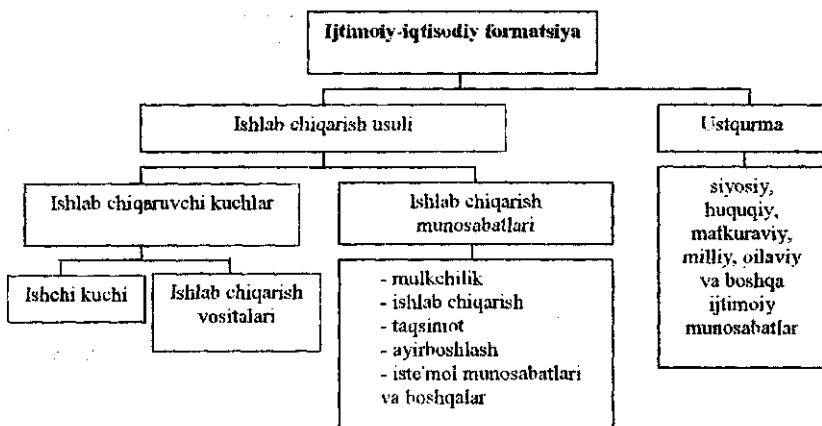 Ijtimoiy-iqtisodiy formatsiya
Ishlab chiqarish usuli
Ustqurma
Ishlab chiqaruvchi kuchlar
Ishlab chiqarish
munosabatlari
siyosiy,
huquqiy,
mafkuraviy,
milliy, oilaviy
va boshqa
ijtimoiy
munosabatlar
Ishchi kuchi
Ishlab chiqarish
vositalari
- mulkchilik
- ishlab chiqarish
- taqsimot
- ayirboshlash
- iste'mol munosabatlari
va boshqalar